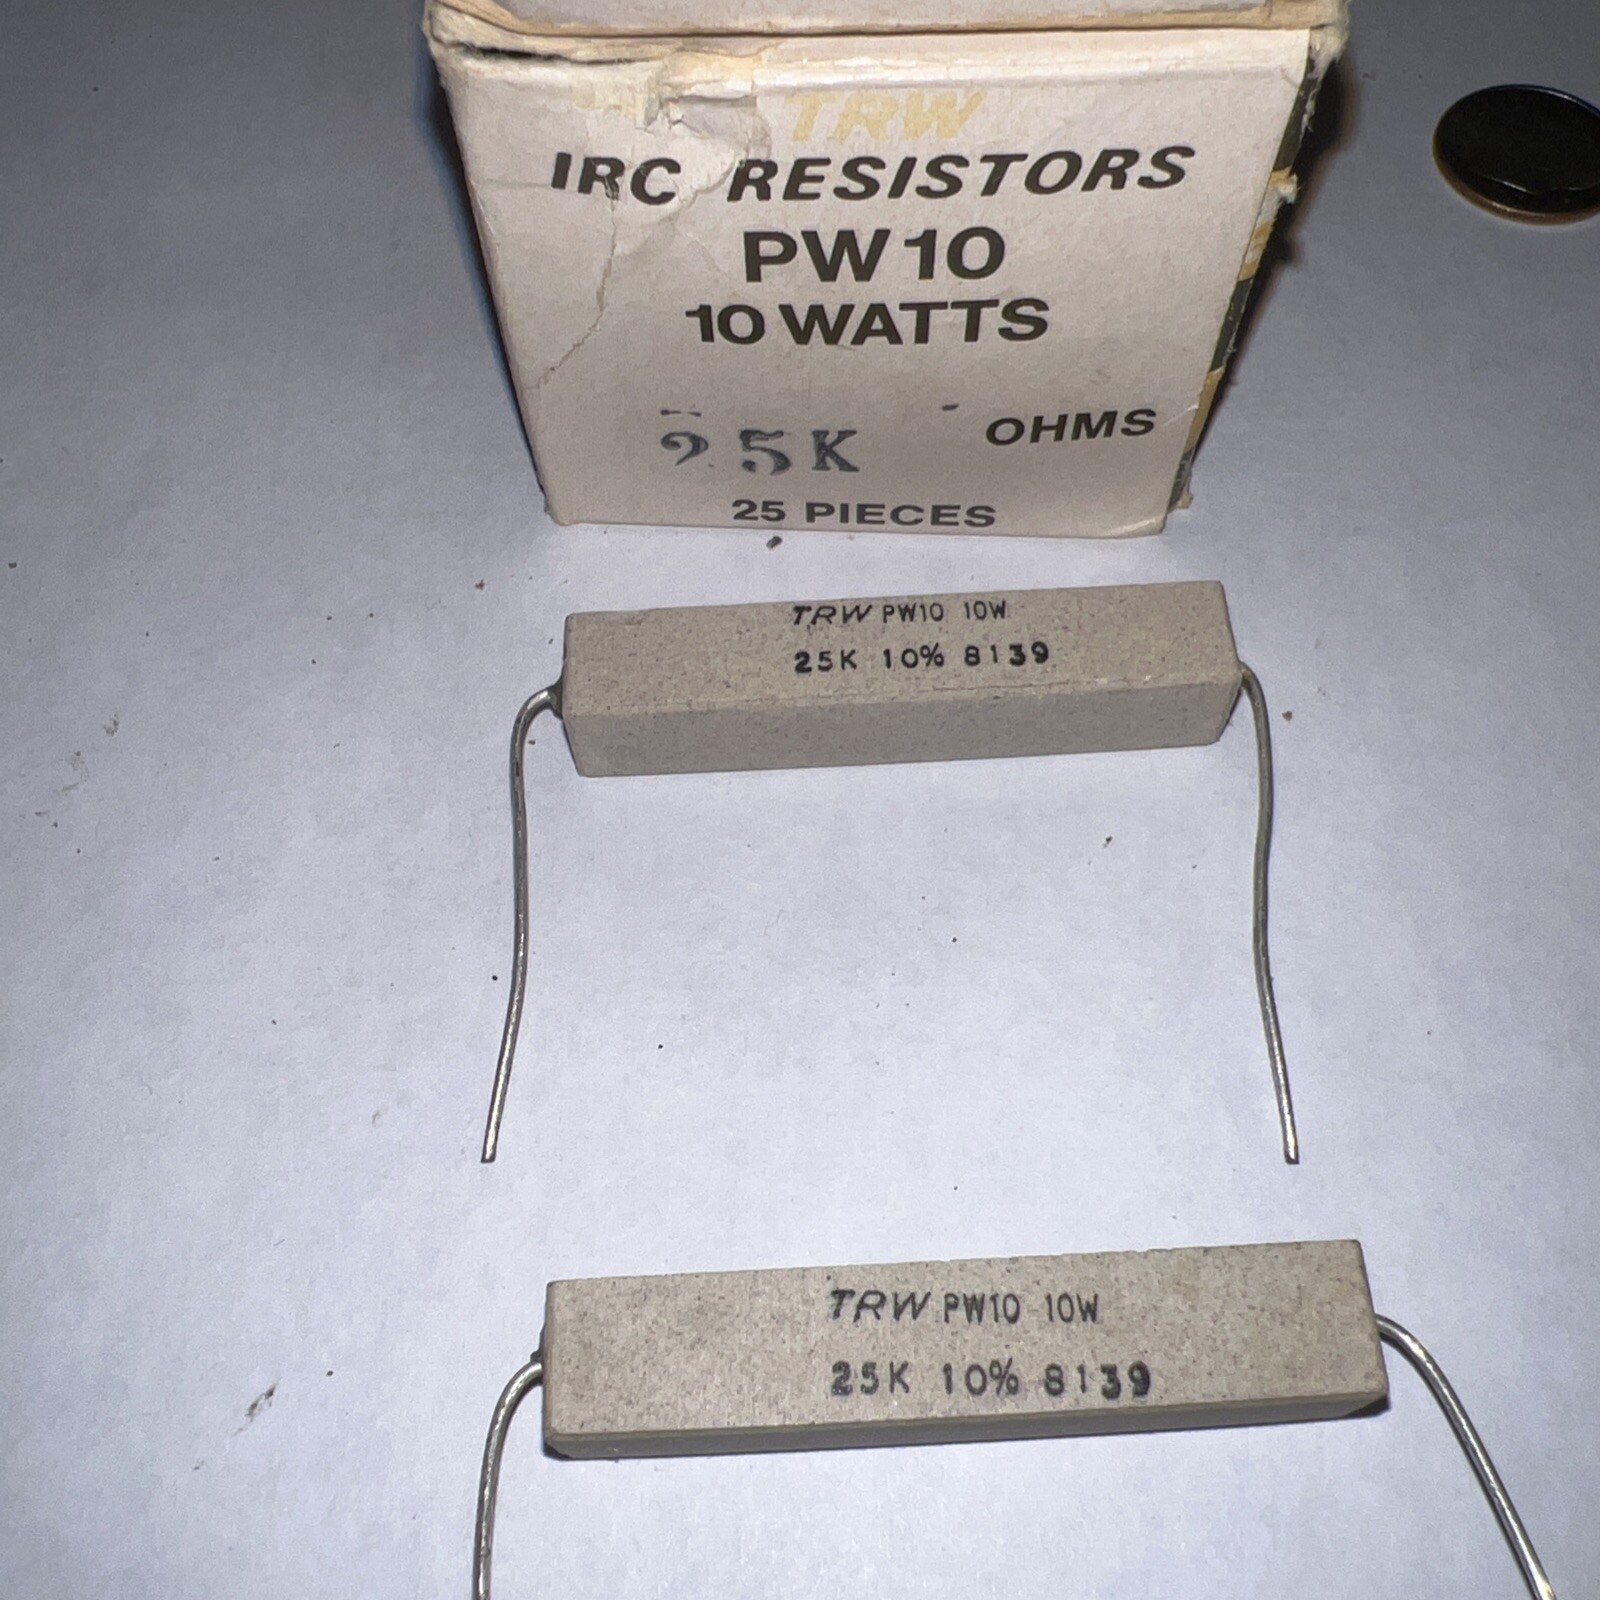 TRW
IRC RESISTORS
PW10
10 WATTS
25K OHMS
25 PIECES
TRW PW10 10W
25K 10% 8139
TRW PW10 10W
25K 10% 8139